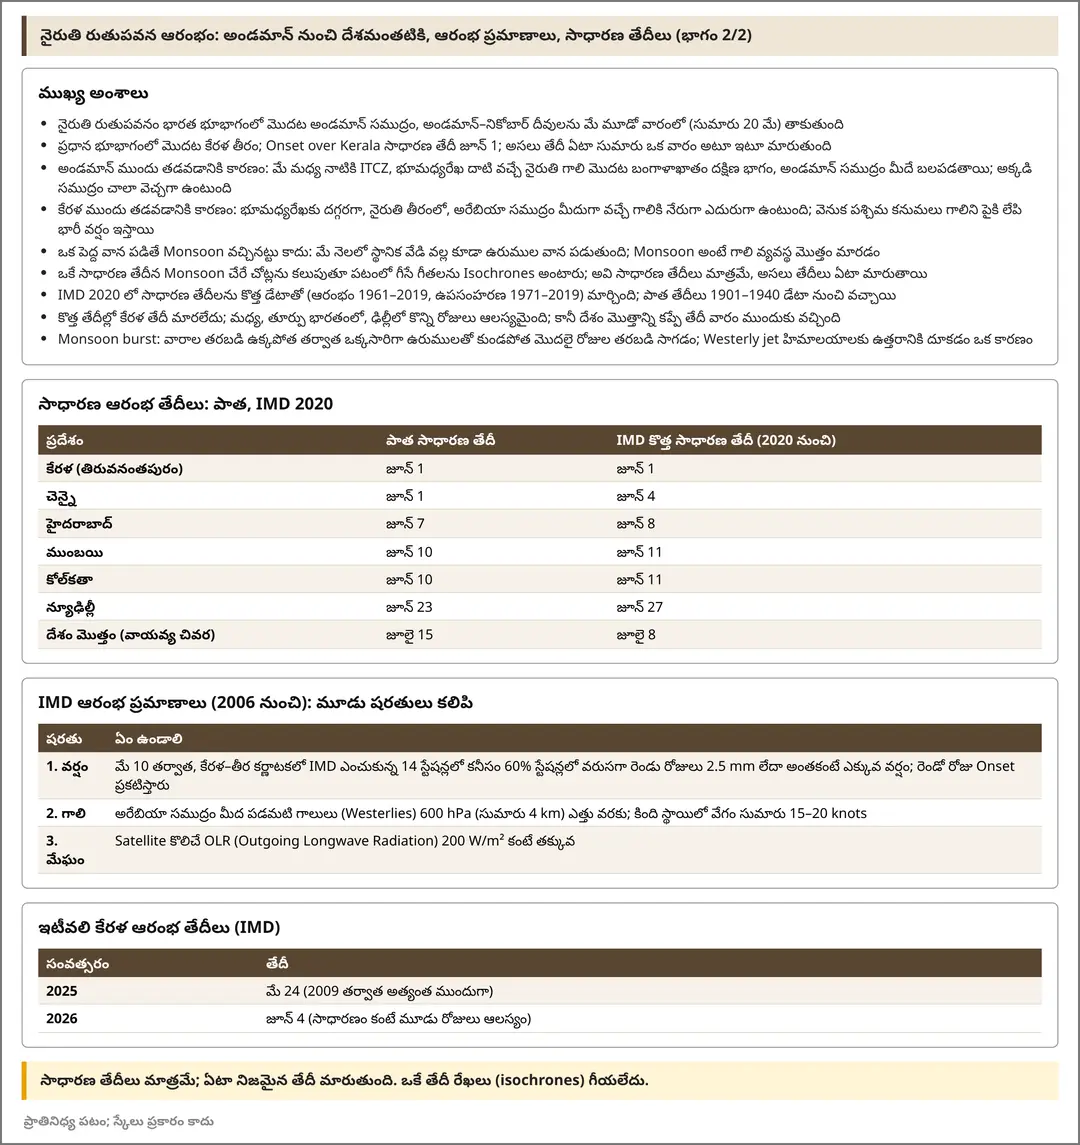 నైరుతి రుతుపవన ఆరంభం: అండమాన్ నుంచి దేశమంతటికి, ఆరంభ ప్రమాణాలు, సాధారణ తేదీలు (భాగం 2/2)
ముఖ్య అంశాలు
• నైరుతి రుతుపవనం భారత భూభాగంలో మొదట అండమాన్ సముద్రం, అండమాన్–నికోబార్ దీవులను మే మూడో వారంలో (సుమారు 20 మే) తాకుతుంది
• ప్రధాన భూభాగంలో మొదట కేరళ తీరం; Onset over Kerala సాధారణ తేదీ జూన్ 1; అసలు తేదీ ఏటా సుమారు ఒక వారం అటూ ఇటూ మారుతుంది
• అండమాన్ ముందు తడవడానికి కారణం: మే మధ్య నాటికి ITCZ, భూమధ్యరేఖ దాటి వచ్చే నైరుతి గాలి మొదట బంగాళాఖాతం దక్షిణ భాగం, అండమాన్ సముద్రం మీదే బలపడతాయి; అక్కడి
సముద్రం చాలా వెచ్చగా ఉంటుంది
• కేరళ ముందు తడవడానికి కారణం: భూమధ్యరేఖకు దగ్గరగా, నైరుతి తీరంలో, అరేబియా సముద్రం మీదుగా వచ్చే గాలికి నేరుగా ఎదురుగా ఉంటుంది; వెనుక పశ్చిమ కనుమలు గాలిని పైకి లేపి
భారీ వర్షం ఇస్తాయి
• ఒక పెద్ద వాన పడితే Monsoon వచ్చినట్టు కాదు: మే నెలలో స్థానిక వేడి వల్ల కూడా ఉరుముల వాన పడుతుంది; Monsoon అంటే గాలి వ్యవస్థ మొత్తం మారడం
• ఒకే సాధారణ తేదీన Monsoon చేరే చోట్లను కలుపుతూ పటంలో గీసే గీతలను Isochrones అంటారు; అవి సాధారణ తేదీలు మాత్రమే, అసలు తేదీలు ఏటా మారుతాయి
• IMD 2020 లో సాధారణ తేదీలను కొత్త డేటాతో (ఆరంభం 1961–2019, ఉపసంహరణ 1971–2019) మార్చింది; పాత తేదీలు 1901–1940 డేటా నుంచి వచ్చాయి
• కొత్త తేదీల్లో కేరళ తేదీ మారలేదు; మధ్య, తూర్పు భారతంలో, ఢిల్లీలో కొన్ని రోజులు ఆలస్యమైంది; కానీ దేశం మొత్తాన్ని కప్పే తేదీ వారం ముందుకు వచ్చింది
• Monsoon burst: వారాల తరబడి ఉక్కపోత తర్వాత ఒక్కసారిగా ఉరుములతో కుండపోత మొదలై రోజుల తరబడి సాగడం; Westerly jet హిమాలయాలకు ఉత్తరానికి దూకడం ఒక కారణం
సాధారణ ఆరంభ తేదీలు: పాత, IMD 2020
ప్రదేశం పాత సాధారణ తేదీ IMD కొత్త సాధారణ తేదీ (2020 నుంచి)
కేరళ (తిరువనంతపురం) జూన్ 1 జూన్ 1
చెన్నై జూన్ 1 జూన్ 4
హైదరాబాద్ జూన్ 7 జూన్ 8
ముంబయి జూన్ 10 జూన్ 11
కోల్‌కతా జూన్ 10 జూన్ 11
న్యూఢిల్లీ జూన్ 23 జూన్ 27
దేశం మొత్తం (వాయవ్య చివర) జూలై 15 జూలై 8
IMD ఆరంభ ప్రమాణాలు (2006 నుంచి): మూడు షరతులు కలిపి
షరతు ఏం ఉండాలి
1. వర్షం మే 10 తర్వాత, కేరళ–తీర కర్ణాటకలో IMD ఎంచుకున్న 14 స్టేషన్లలో కనీసం 60% స్టేషన్లలో వరుసగా రెండు రోజులు 2.5 mm లేదా అంతకంటే ఎక్కువ వర్షం; రెండో రోజు Onset
ప్రకటిస్తారు
2. గాలి అరేబియా సముద్రం మీద పడమటి గాలులు (Westerlies) 600 hPa (సుమారు 4 km) ఎత్తు వరకు; కింది స్థాయిలో వేగం సుమారు 15–20 knots
3. Satellite కొలిచే OLR (Outgoing Longwave Radiation) 200 W/m² కంటే తక్కువ
మేఘం
ఇటీవలి కేరళ ఆరంభ తేదీలు (IMD)
సంవత్సరం తేదీ
2025 మే 24 (2009 తర్వాత అత్యంత ముందుగా)
2026 జూన్ 4 (సాధారణం కంటే మూడు రోజులు ఆలస్యం)
సాధారణ తేదీలు మాత్రమే; ఏటా నిజమైన తేదీ మారుతుంది. ఒకే తేదీ రేఖలు (isochrones) గీయలేదు.
ప్రాతినిధ్య పటం; స్కేలు ప్రకారం కాదు